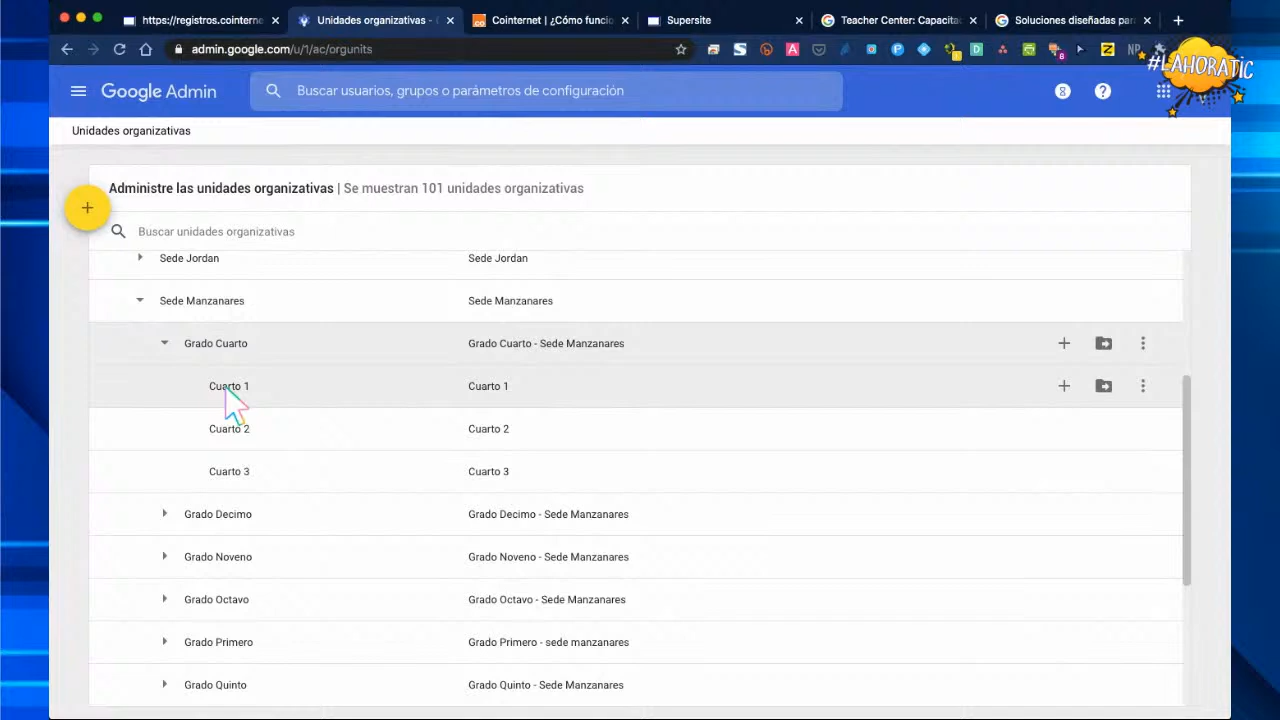 https://registros.cointerne
Unidades organizativas -
Cointernet | ¿Cómo funcio
Supersite
Teacher Center: Capacitac
Soluciones diseñadas para
admin.google.com/u/1/ac/orgunits
#LAHORATIC
Google Admin
Buscar usuarios, grupos o parámetros de configuración
Unidades organizativas
Administre las unidades organizativas | Se muestran 101 unidades organizativas
Buscar unidades organizativas
Sede Jordan Sede Jordan
Sede Manzanares Sede Manzanares
Grado Cuarto Grado Cuarto - Sede Manzanares
Cuarto 1 Cuarto 1
Cuarto 2 Cuarto 2
Cuarto 3 Cuarto 3
Grado Decimo Grado Decimo - Sede Manzanares
Grado Noveno Grado Noveno - Sede Manzanares
Grado Octavo Grado Octavo - Sede Manzanares
Grado Primero Grado Primero - sede manzanares
Grado Quinto Grado Quinto - Sede Manzanares